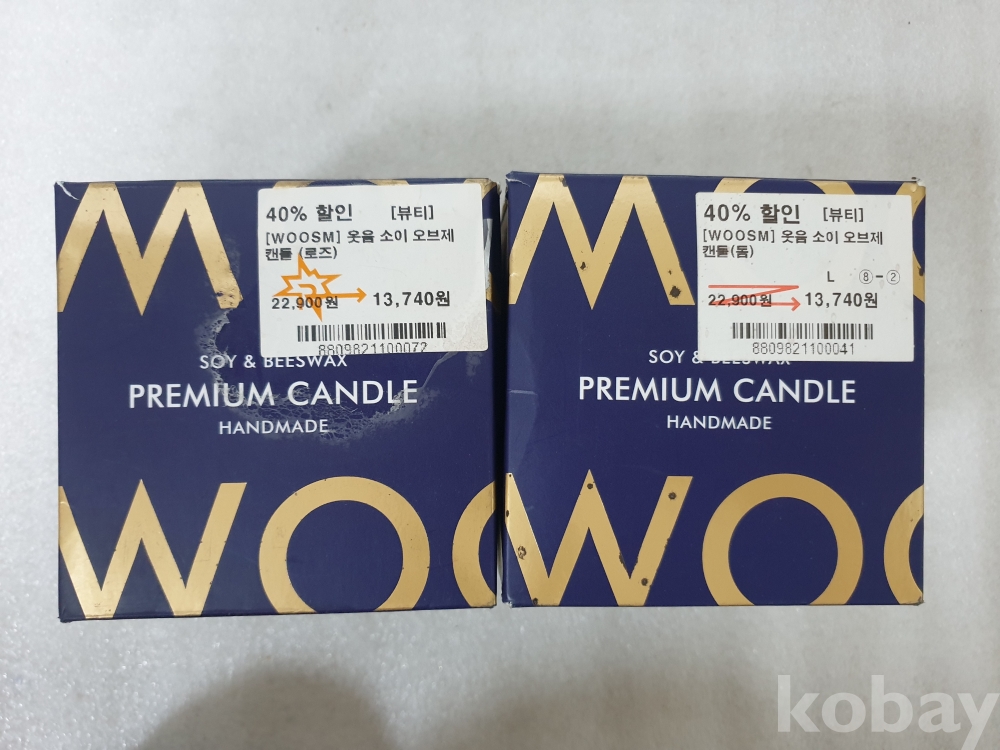 40% 할인 [뷰티]
[WOOSM] 웃음 소이 오브제
캔들 (로즈)
22,900원 13,740원
8809821100072
SOY & BEESWAX
PREMIUM CANDLE
HANDMADE
WOO
40% 할인 [뷰티]
[WOOSM] 웃음 소이 오브제
캔들(돔)
L ⑧-②
22,900원 13,740원
8809821100041
SOY & BEESWAX
PREMIUM CANDLE
HANDMADE
WOO
kobay